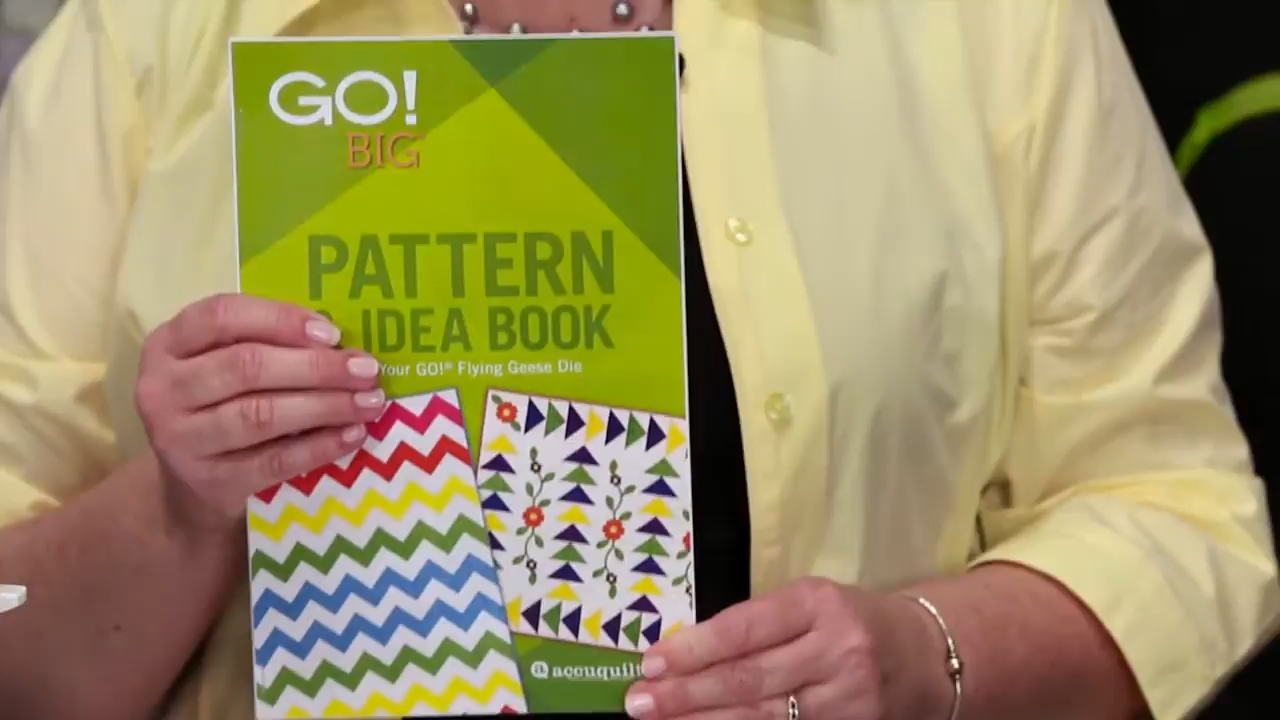 GO!
BIG
PATTERN
& IDEA BOOK
Your GO!® Flying Geese Die
accuquilt